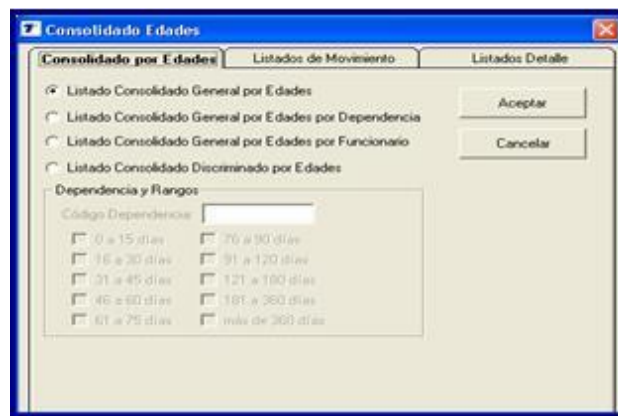 Consolidado Edades
Consolidado por Edades
Listados de Movimiento
Listados Detalle
Listado Consolidado General por Edades
Listado Consolidado General por Edades por Dependencia
Listado Consolidado General por Edades por Funcionario
Listado Consolidado Discriminado por Edades
Aceptar
Cancelar
Dependencia y Rangos
Código Dependencia:
0 a 15 días
76 a 90 días
16 a 30 días
91 a 120 días
31 a 45 días
121 a 180 días
46 a 60 días
181 a 360 días
61 a 75 días
más de 360 días